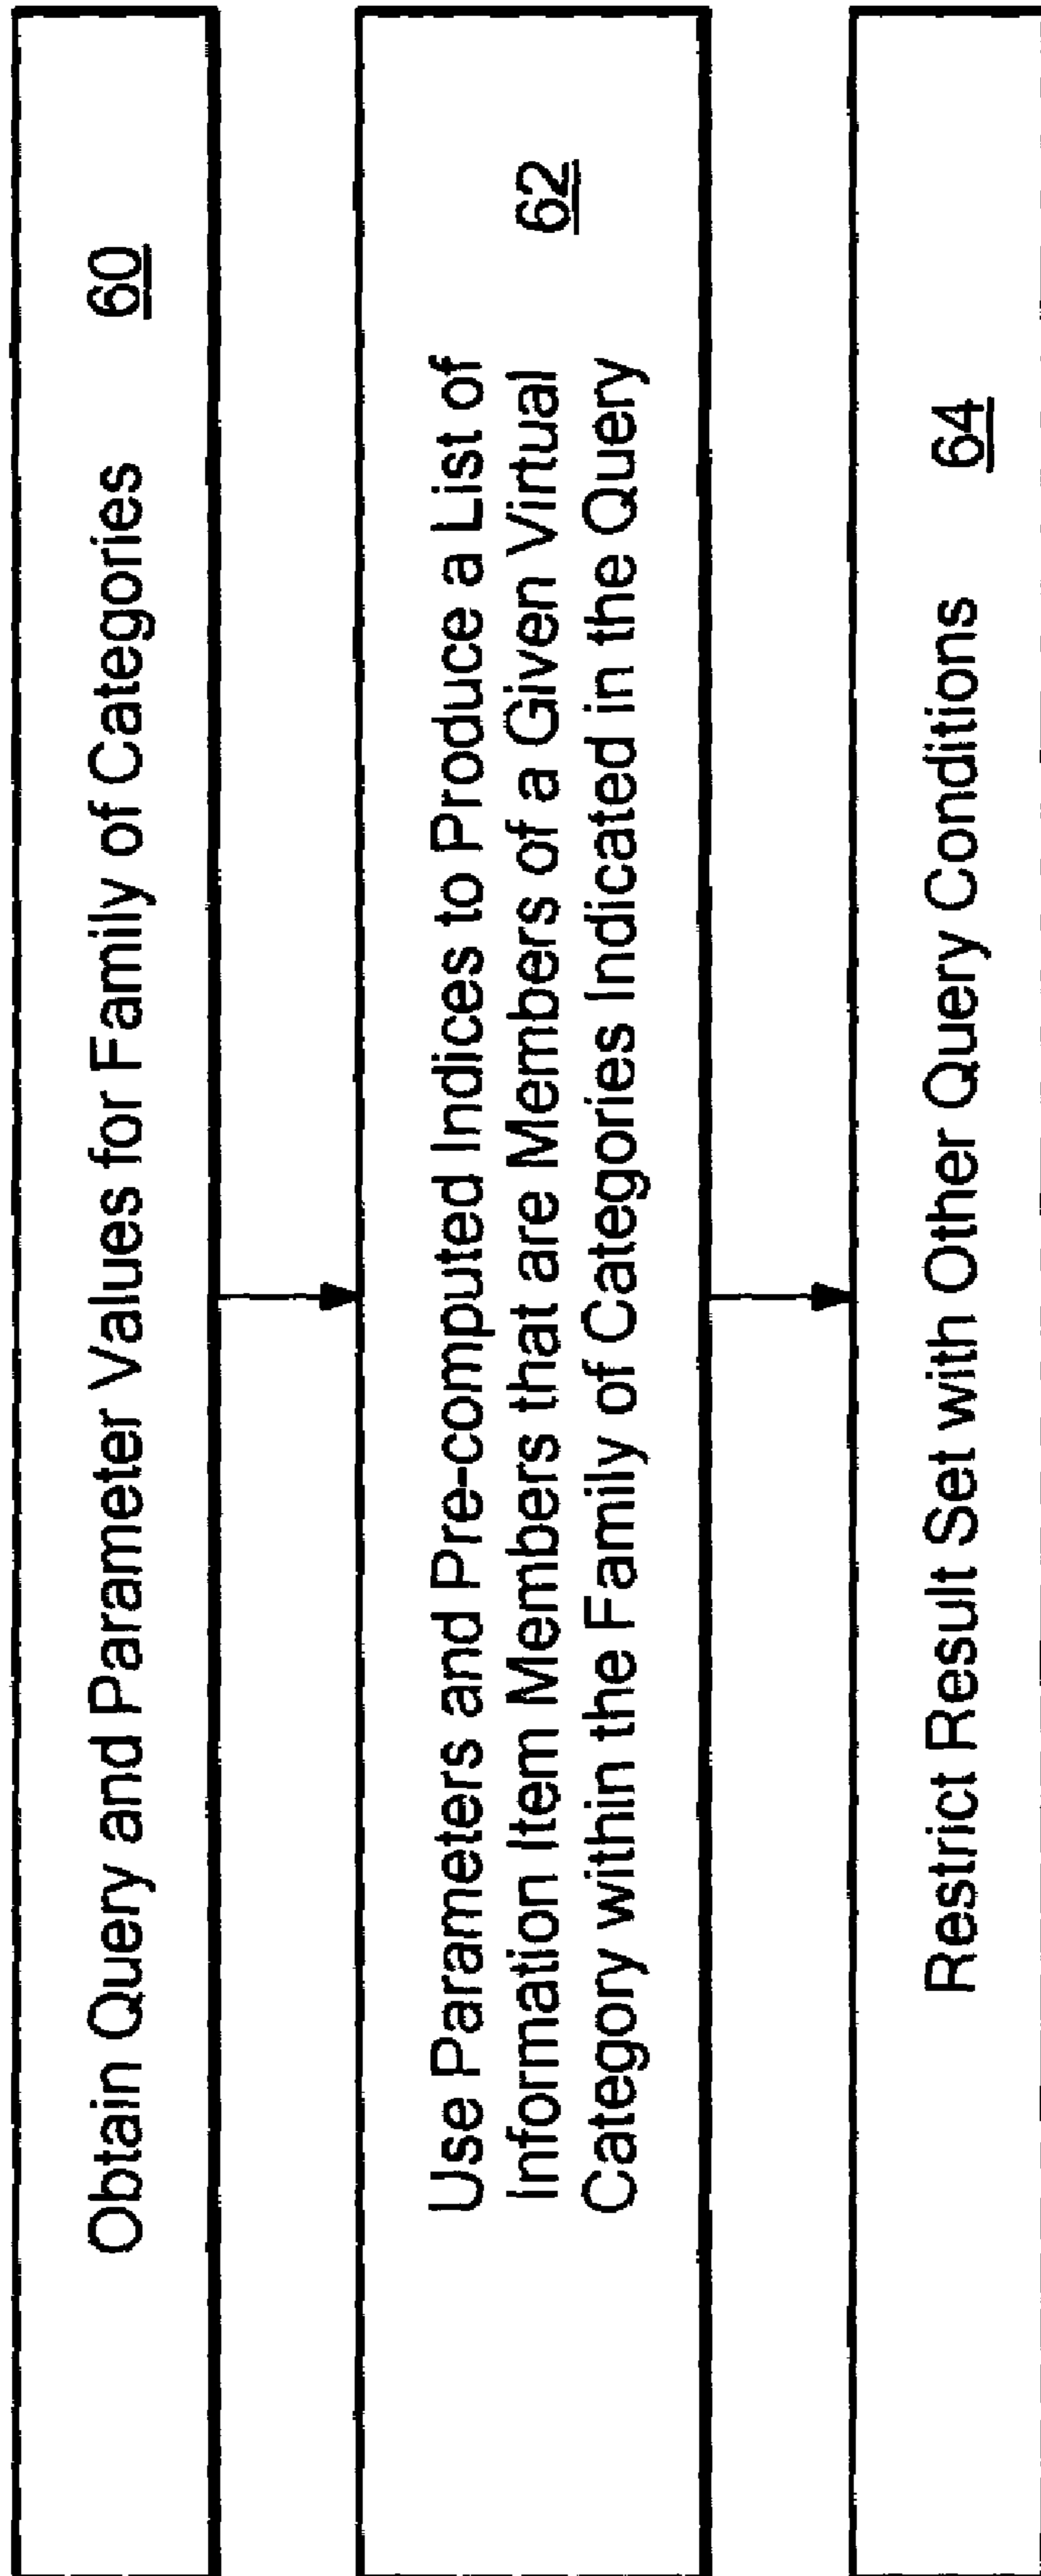 Obtain Query and Parameter Values for Family of Categories 60
Use Parameters and Pre-computed Indices to Produce a List of
Information Item Members that are Members of a Given Virtual 62
Category within the Family of Categories Indicated in the Query
Restrict Result Set with Other Query Conditions 64